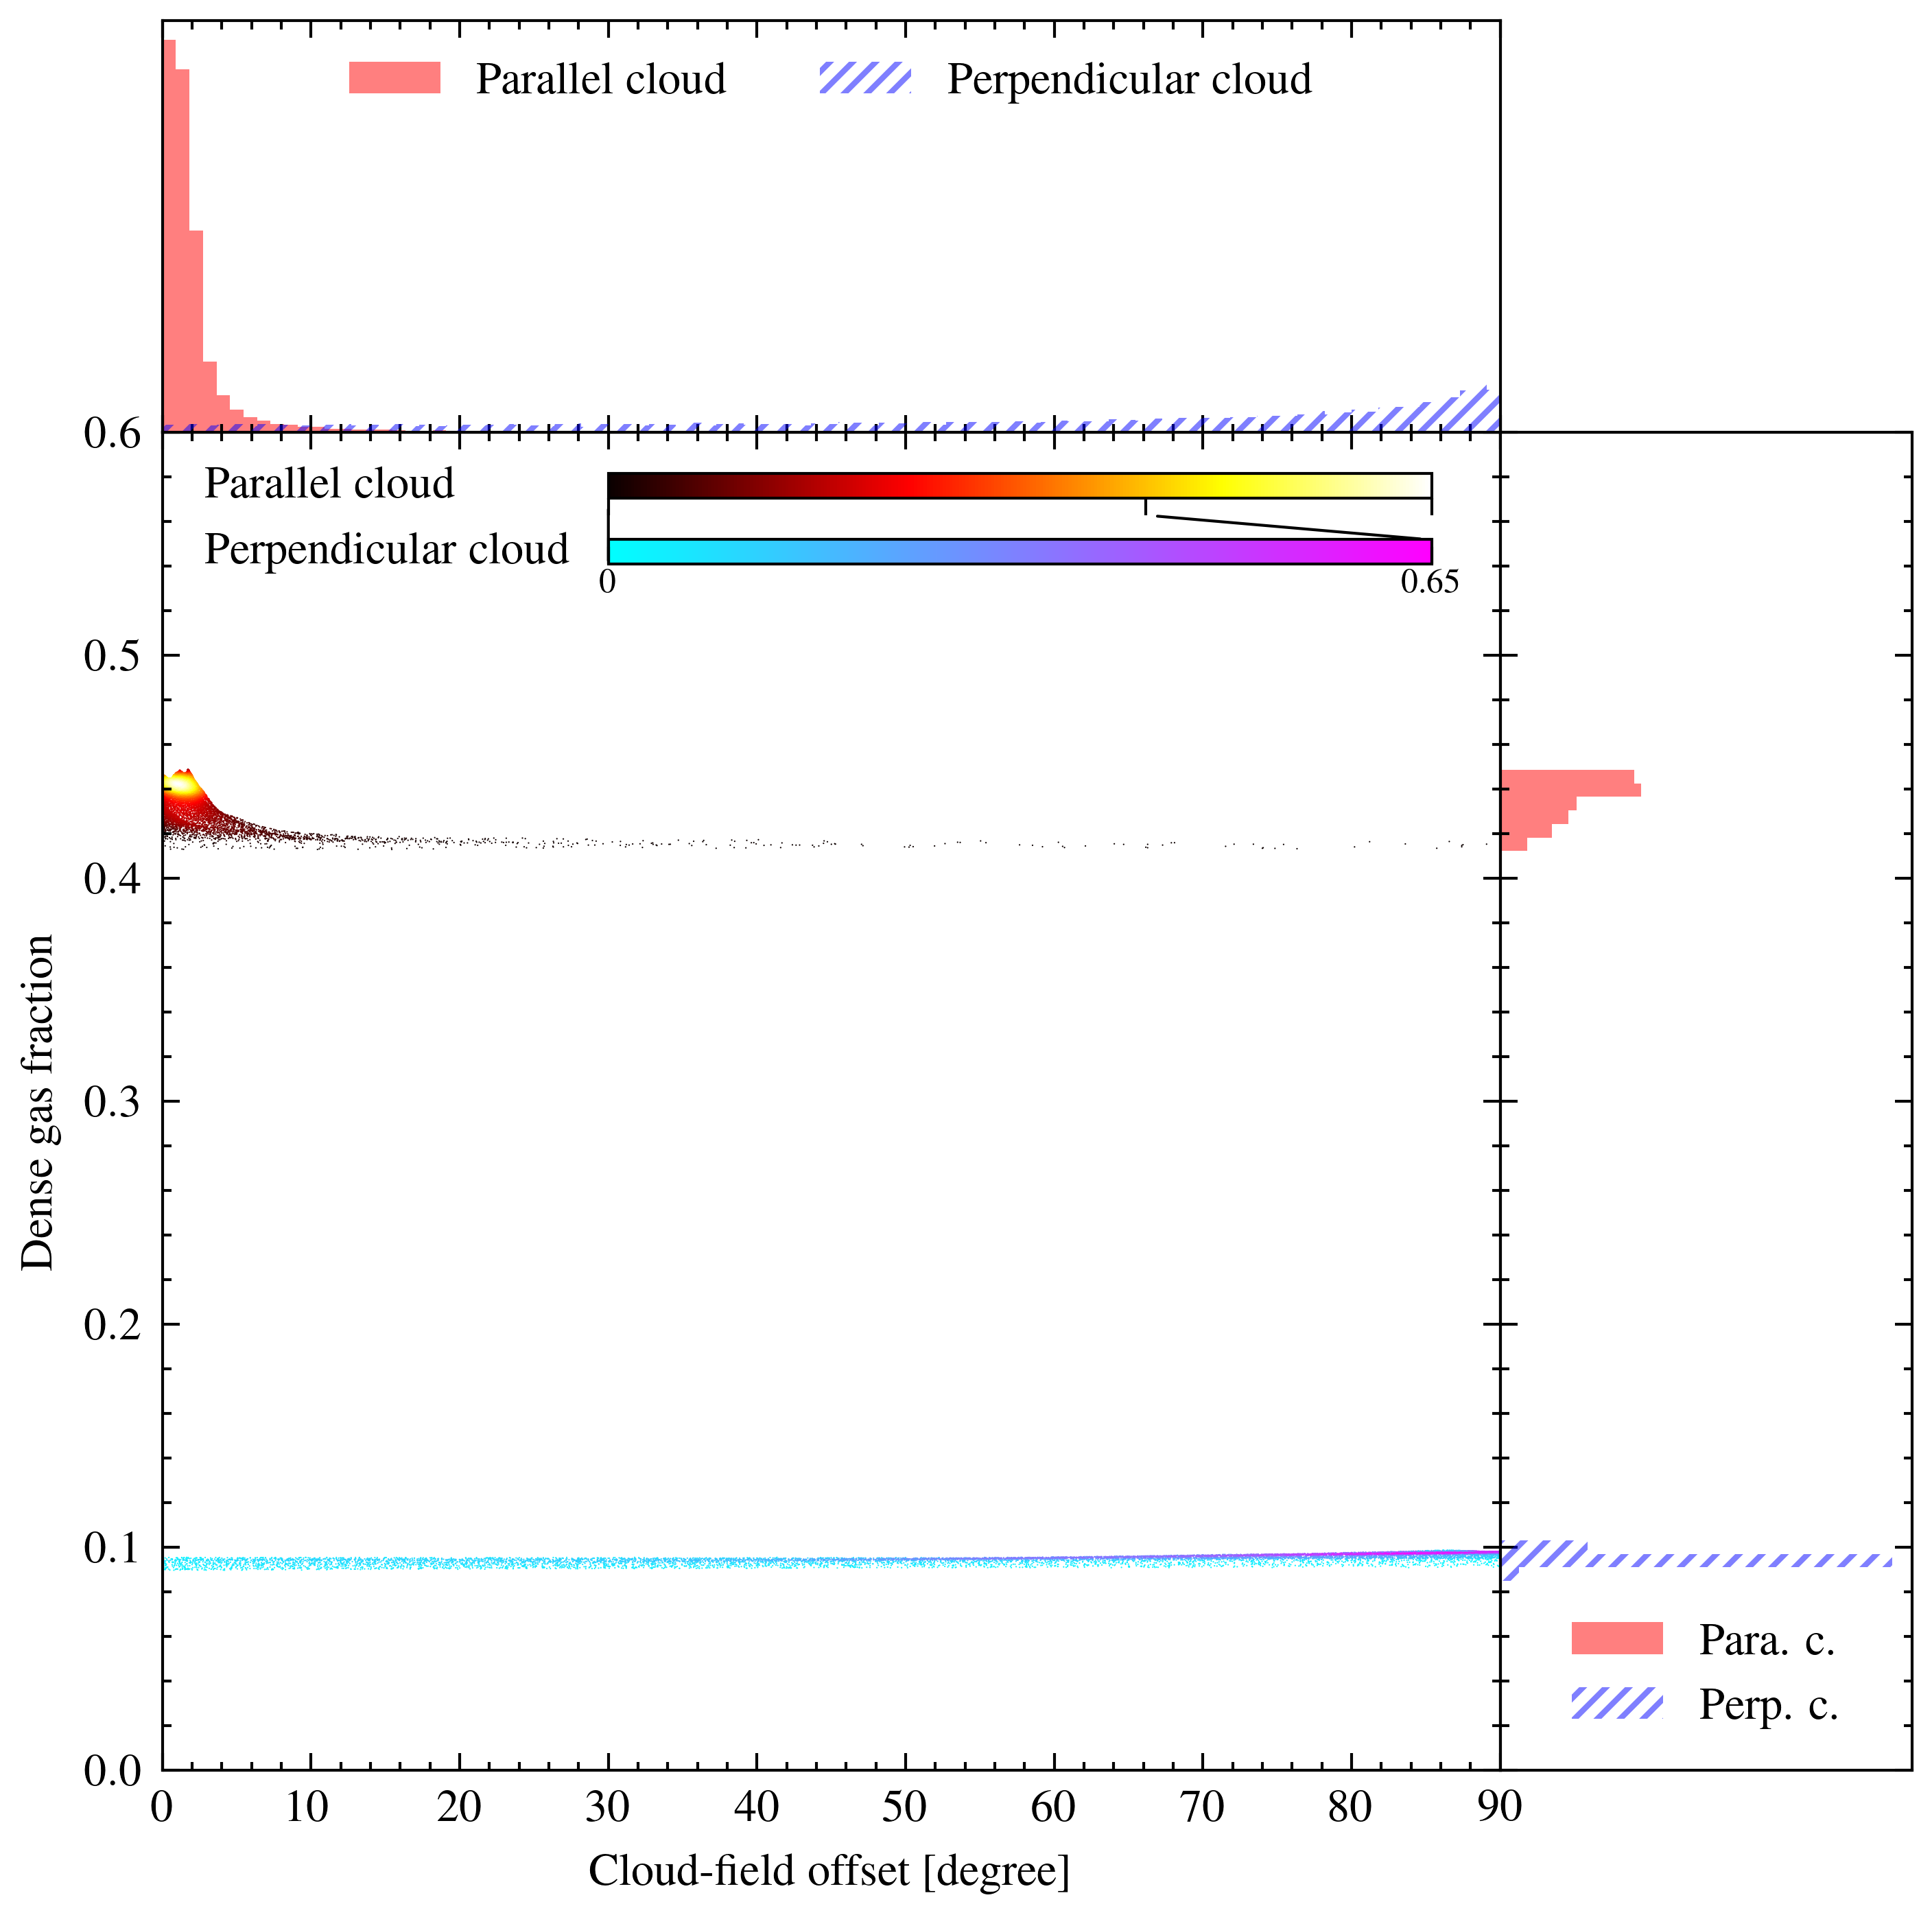 Parallel cloud Perpendicular cloud
0.6
Parallel cloud
Perpendicular cloud
0 0.65
0.5
0.4
0.3
0.2
0.1
0.0
Dense gas fraction
Para. c.
Perp. c.
0 10 20 30 40 50 60 70 80 90
Cloud-field offset [degree]